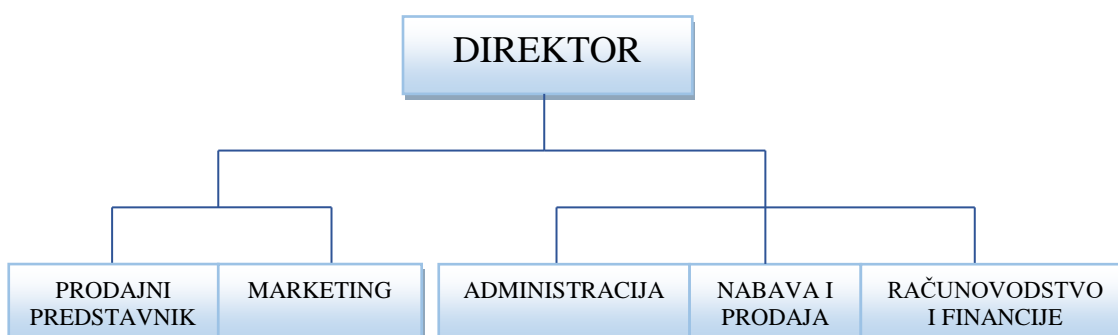 DIREKTOR
PRODAJNI
PREDSTAVNIK
MARKETING
ADMINISTRACIJA
NABAVA I
PRODAJA
RAČUNOVODSTVO
I FINANCIJE